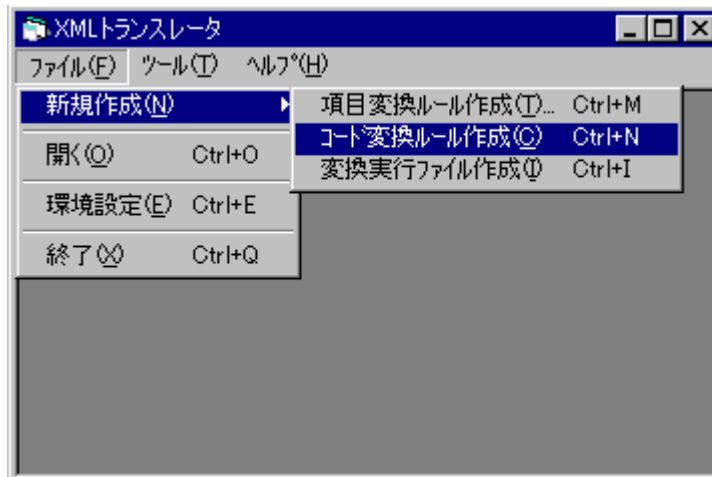 XMLトランスレータ
ファイル(F) ツール(T) ヘルプ(H)
新規作成(N)
開く(O) Ctrl+O
環境設定(E) Ctrl+E
終了(X) Ctrl+Q
項目変換ルール作成(T)... Ctrl+M
コード変換ルール作成(C) Ctrl+N
変換実行ファイル作成(I) Ctrl+I